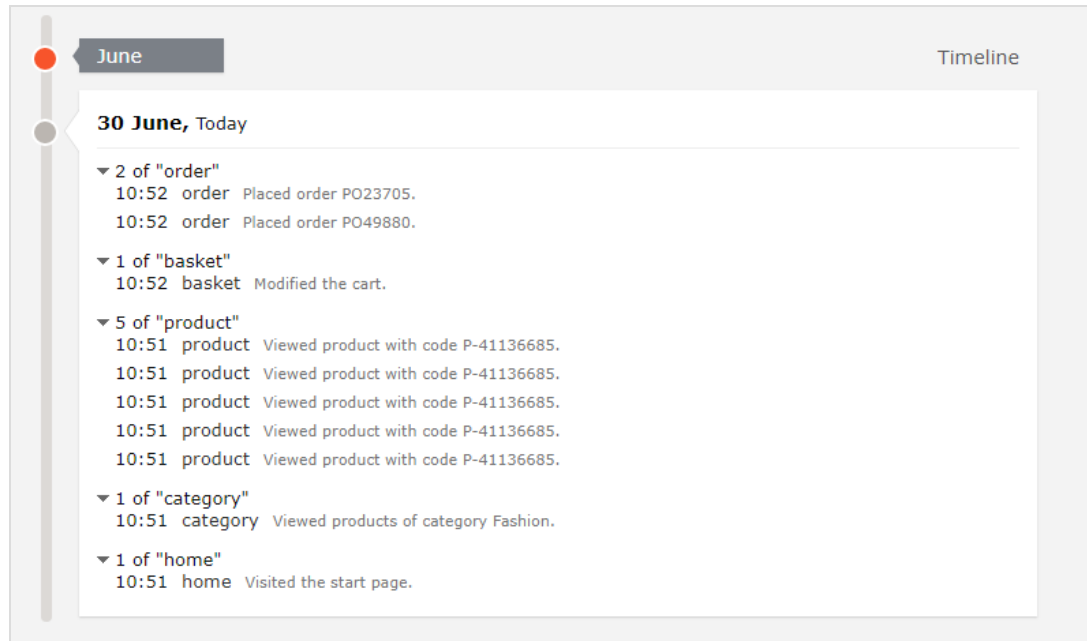 June
Timeline
30 June, Today
2 of "order"
10:52 order Placed order PO23705.
10:52 order Placed order PO49880.
1 of "basket"
10:52 basket Modified the cart.
5 of "product"
10:51 product Viewed product with code P-41136685.
10:51 product Viewed product with code P-41136685.
10:51 product Viewed product with code P-41136685.
10:51 product Viewed product with code P-41136685.
10:51 product Viewed product with code P-41136685.
1 of "category"
10:51 category Viewed products of category Fashion.
1 of "home"
10:51 home Visited the start page.